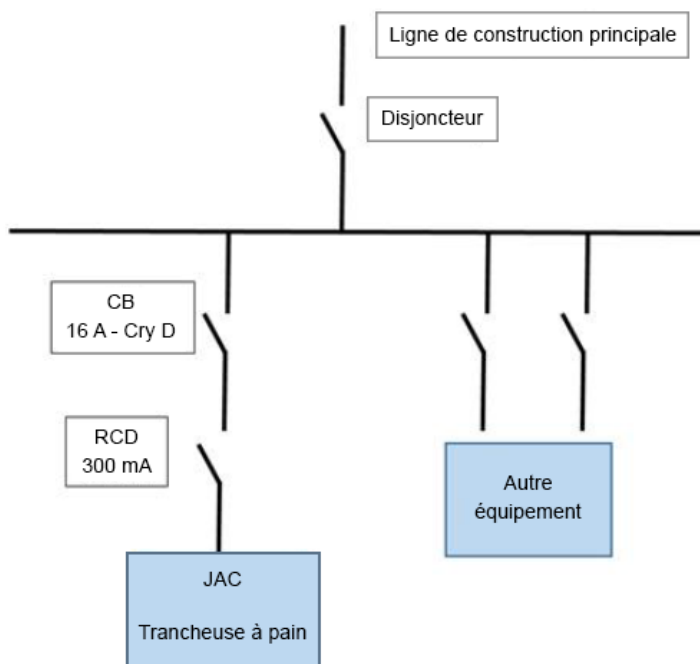 Ligne de construction principale
Disjoncteur
CB
16 A - Cry D
RCD
300 mA
Autre
équipement
JAC
Trancheuse à pain